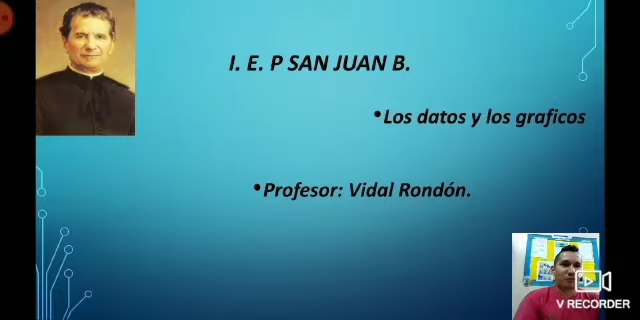 I. E. P SAN JUAN B.
•Los datos y los graficos
•Profesor: Vidal Rondón.
V RECORDER